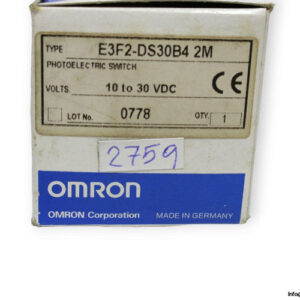 TYPE E3F2-DS30B4 2M
PHOTOELECTRIC SWITCH
VOLTS 10 to 30 VDC
LOT No. 0778 QTY. 1
CE
2759
OMRON
OMRON Corporation MADE IN GERMANY